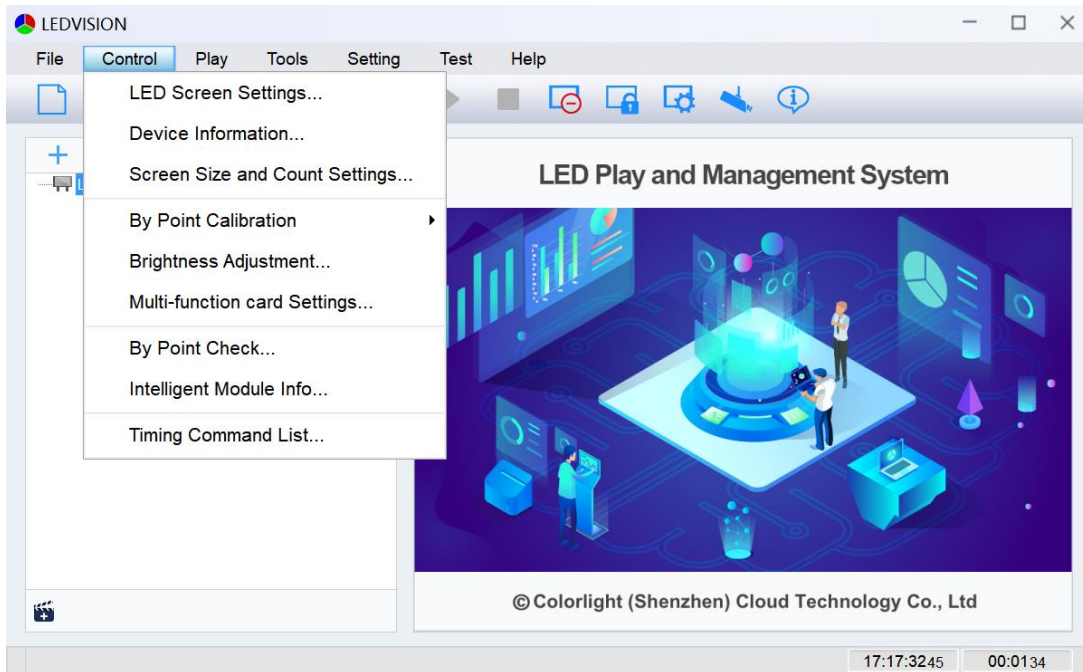 LEDVISION
File Control Play Tools Setting Test Help
LED Screen Settings...
Device Information...
Screen Size and Count Settings...
By Point Calibration
Brightness Adjustment...
Multi-function card Settings...
By Point Check...
Intelligent Module Info...
Timing Command List...
LED Play and Management System
© Colorlight (Shenzhen) Cloud Technology Co., Ltd
17:17:3245 00:0134